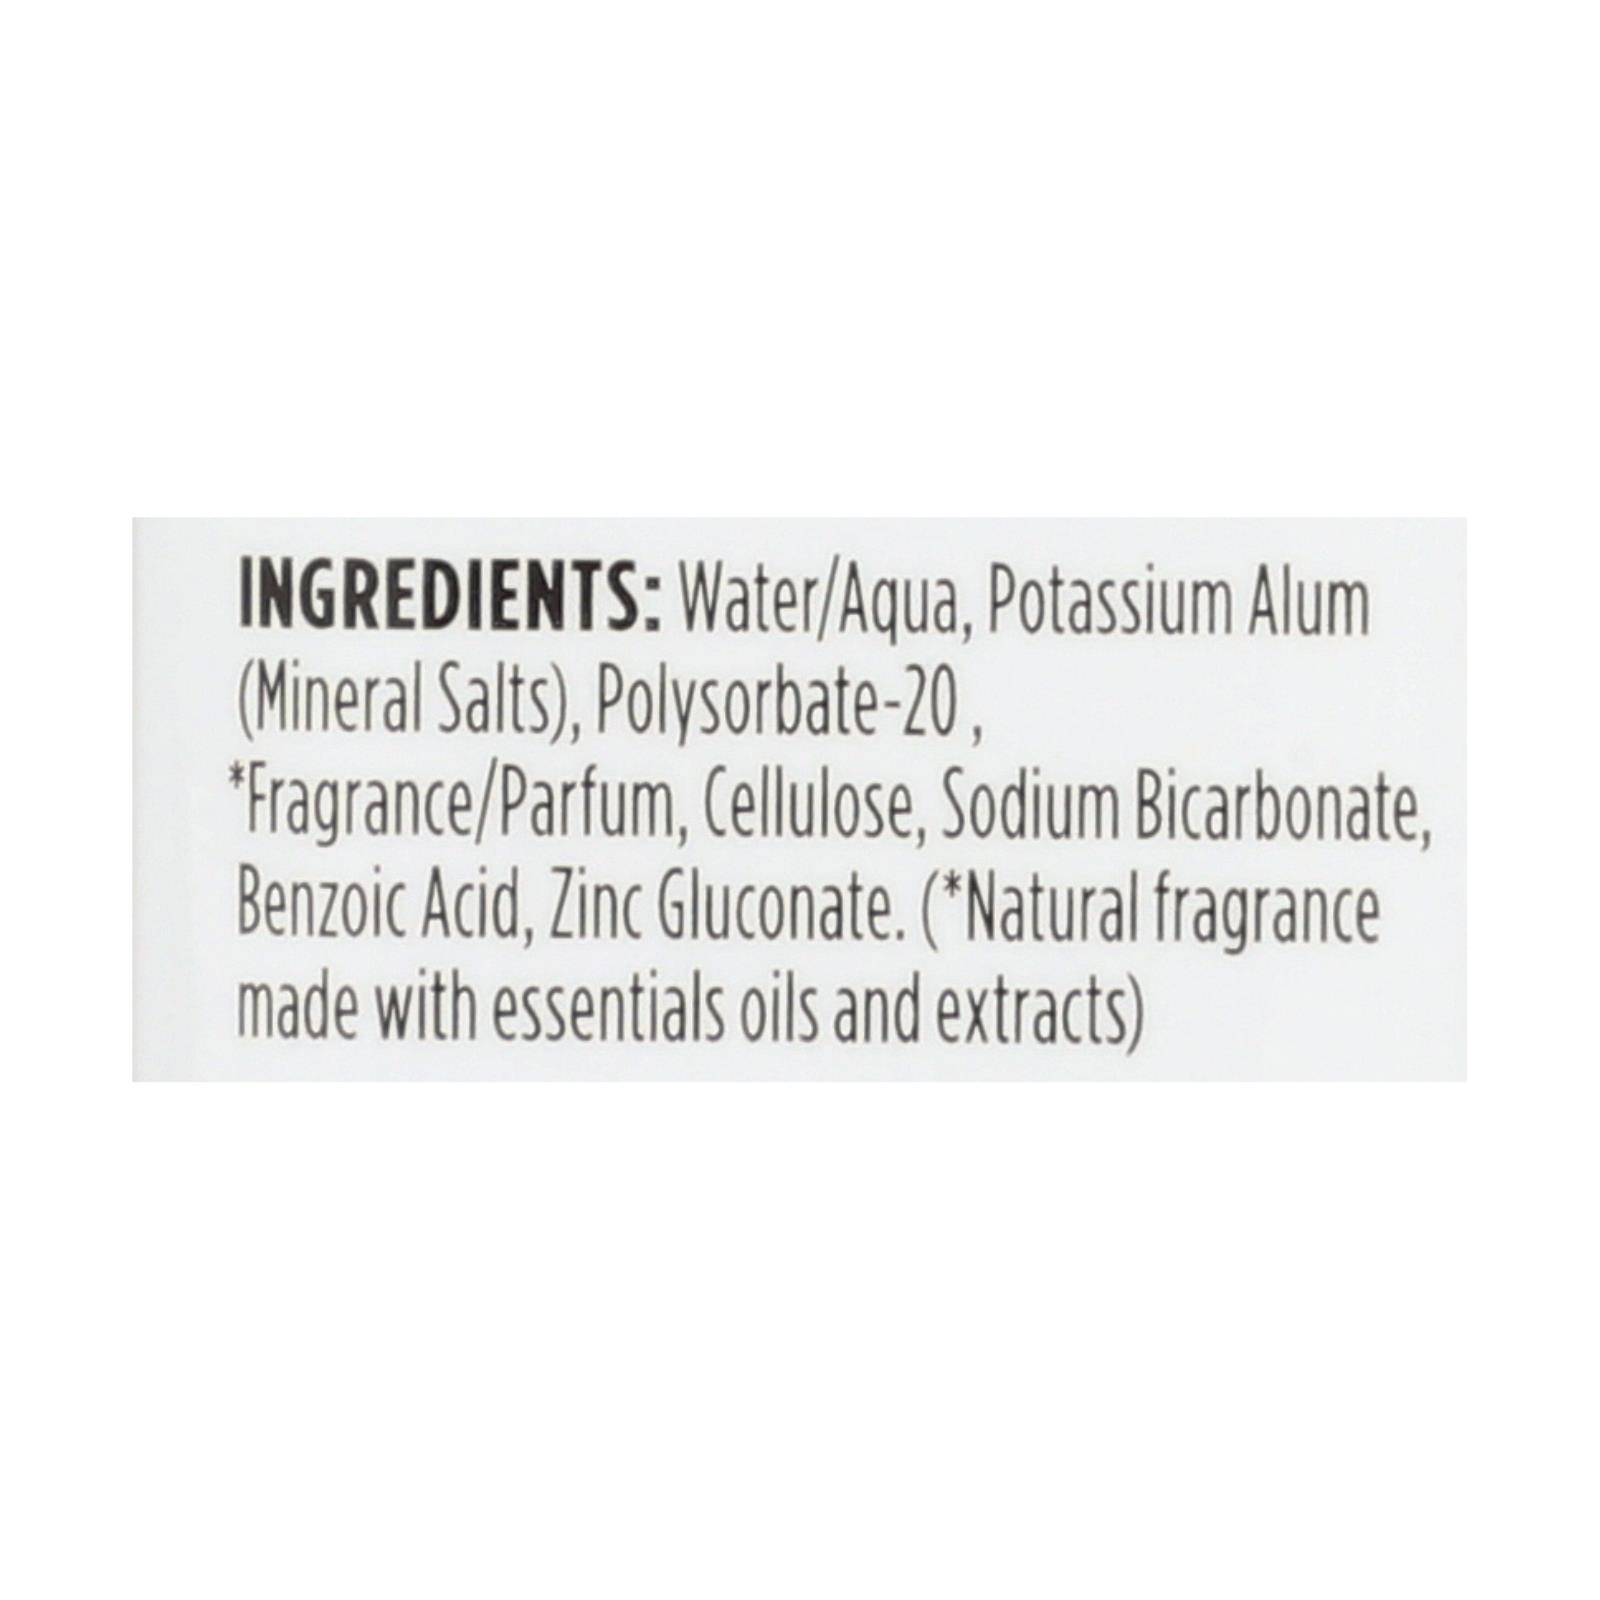 INGREDIENTS: Water/Aqua, Potassium Alum
(Mineral Salts), Polysorbate-20 ,
*Fragrance/Parfum, Cellulose, Sodium Bicarbonate,
Benzoic Acid, Zinc Gluconate. (*Natural fragrance
made with essentials oils and extracts)